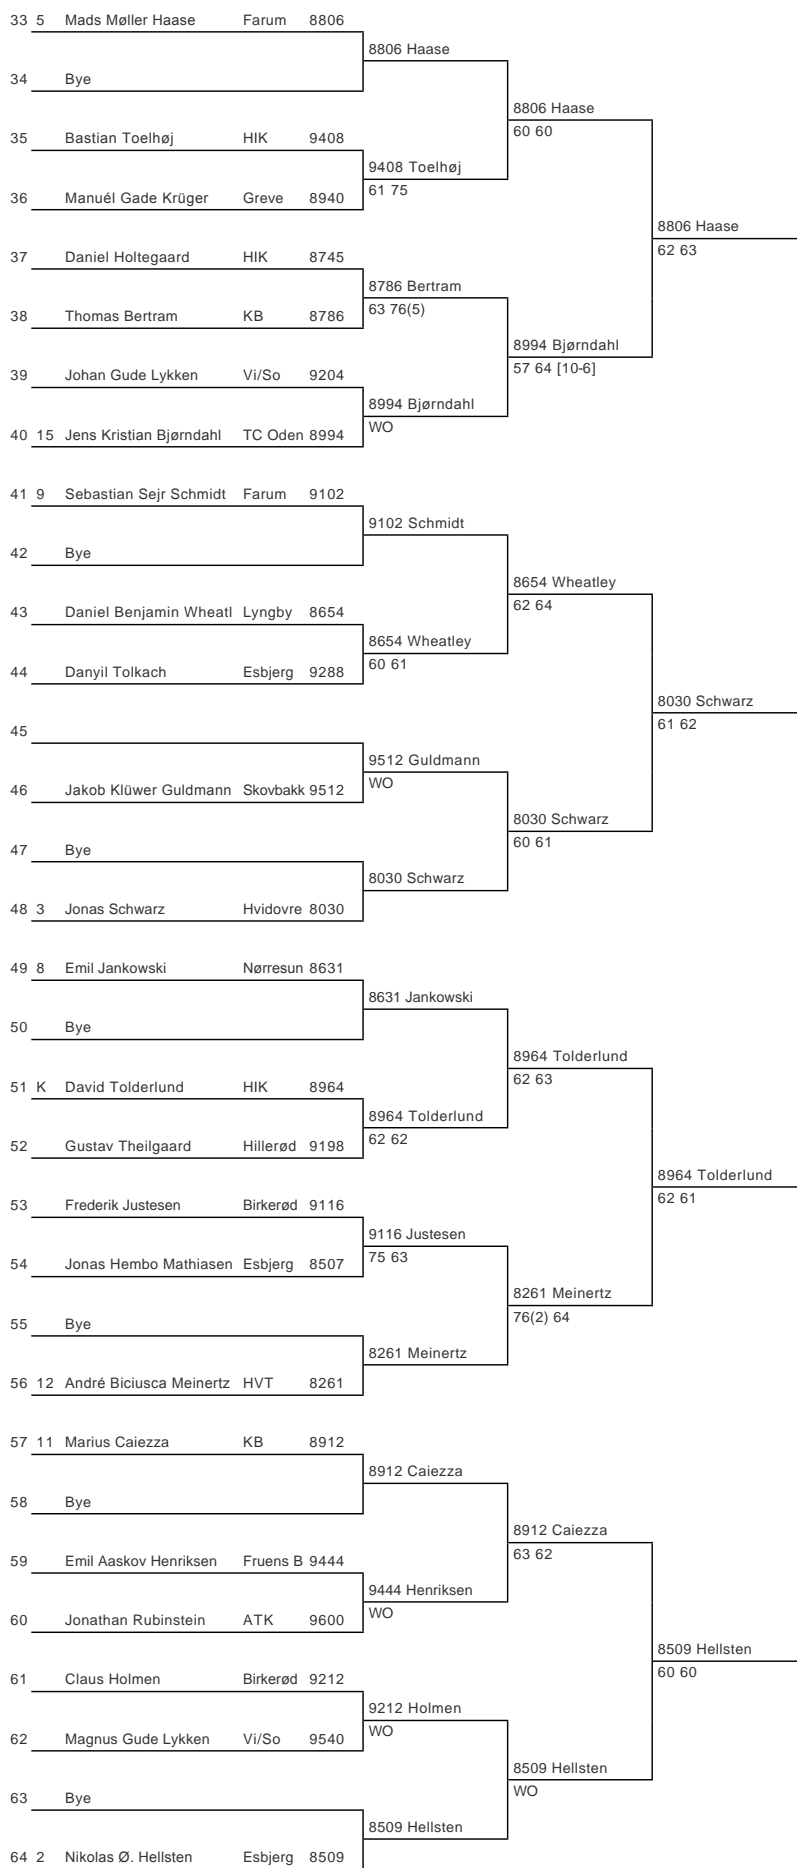 33 5 Mads Møller Haase Farum 8806
8806 Haase
34 Bye
8806 Haase
60 60
35 Bastian Toelhøj HIK 9408
9408 Toelhøj
61 75
36 Manuél Gade Krüger Greve 8940
8806 Haase
62 63
37 Daniel Holtegaard HIK 8745
8786 Bertram
63 76(5)
38 Thomas Bertram KB 8786
8994 Bjørndahl
57 64 [10-6]
39 Johan Gude Lykken Vi/So 9204
8994 Bjørndahl
WO
40 15 Jens Kristian Bjørndahl TC Oden 8994
41 9 Sebastian Sejr Schmidt Farum 9102
9102 Schmidt
42 Bye
8654 Wheatley
62 64
43 Daniel Benjamin Wheatl Lyngby 8654
8654 Wheatley
60 61
44 Danyil Tolkach Esbjerg 9288
8030 Schwarz
61 62
45
9512 Guldmann
WO
46 Jakob Klüwer Guldmann Skovbakk 9512
8030 Schwarz
60 61
47 Bye
8030 Schwarz
48 3 Jonas Schwarz Hvidovre 8030
49 8 Emil Jankowski Nørresun 8631
8631 Jankowski
50 Bye
8964 Tolderlund
62 63
51 K David Tolderlund HIK 8964
8964 Tolderlund
62 62
52 Gustav Theilgaard Hillerød 9198
8964 Tolderlund
62 61
53 Frederik Justesen Birkerød 9116
9116 Justesen
75 63
54 Jonas Hembo Mathiasen Esbjerg 8507
8261 Meinertz
76(2) 64
55 Bye
8261 Meinertz
56 12 André Biciusca Meinertz HVT 8261
57 11 Marius Caiezza KB 8912
8912 Caiezza
58 Bye
8912 Caiezza
63 62
59 Emil Aaskov Henriksen Fruens B 9444
9444 Henriksen
WO
60 Jonathan Rubinstein ATK 9600
8509 Hellsten
60 60
61 Claus Holmen Birkerød 9212
9212 Holmen
WO
62 Magnus Gude Lykken Vi/So 9540
8509 Hellsten
WO
63 Bye
8509 Hellsten
64 2 Nikolas Ø. Hellsten Esbjerg 8509